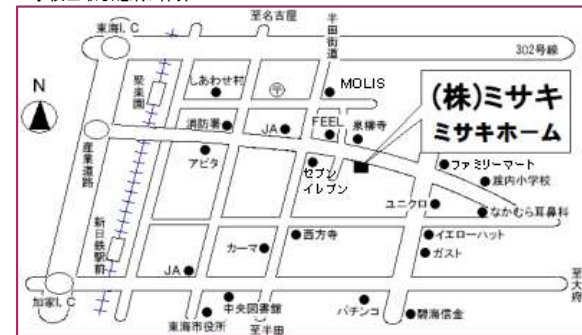 至名古屋
半田街道
東海I.C
302号線
聚楽園
しあわせ村
MOLIS
N
(株)ミサキ
ミサキホーム
消防署
JA
FEEL
泉柳寺
アピタ
セブン
イレブン
ファミリーマート
渡内小学校
産業道路
ユニクロ
なかむら耳鼻科
新日鉄駅前
西方寺
イエローハット
カーマ
ガスト
JA
至大府
加家I.C
中央図書館
パチンコ
碧海信金
東海市役所
至半田